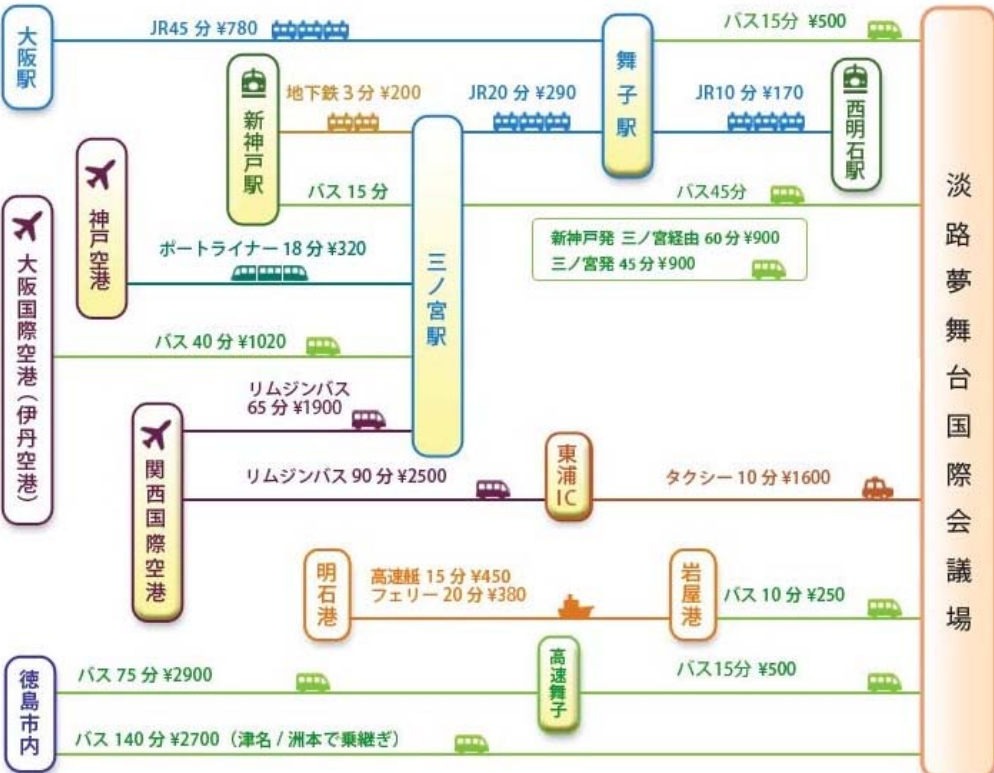 大阪駅
JR45 分 ¥780
舞子駅
バス15分 ¥500
新神戸駅
地下鉄 3 分 ¥200
JR20 分 ¥290
JR10 分 ¥170
西明石駅
バス 15 分
バス45分
新神戸発 三ノ宮経由 60 分 ¥900
三ノ宮発 45 分 ¥900
神戸空港
ポートライナー 18 分 ¥320
三ノ宮駅
大阪国際空港（伊丹空港）
バス 40 分 ¥1020
関西国際空港
リムジンバス
65 分 ¥1900
リムジンバス 90 分 ¥2500
東浦IC
タクシー 10 分 ¥1600
明石港
高速艇 15 分 ¥450
フェリー 20 分 ¥380
岩屋港
バス 10 分 ¥250
徳島市内
バス 75 分 ¥2900
高速舞子
バス15分 ¥500
バス 140 分 ¥2700（津名 / 洲本で乗継ぎ）
淡路夢舞台国際会議場